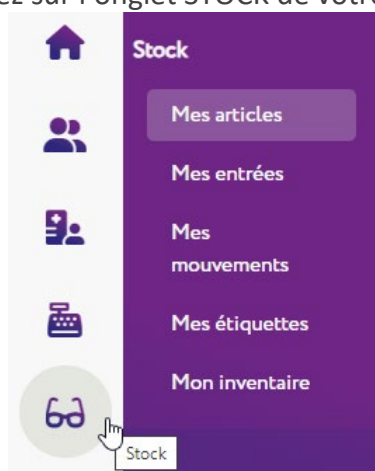 ez sur l'onglet STOCK de votre
Stock
Mes articles
Mes entrées
Mes
mouvements
Mes étiquettes
Mon inventaire
Stock